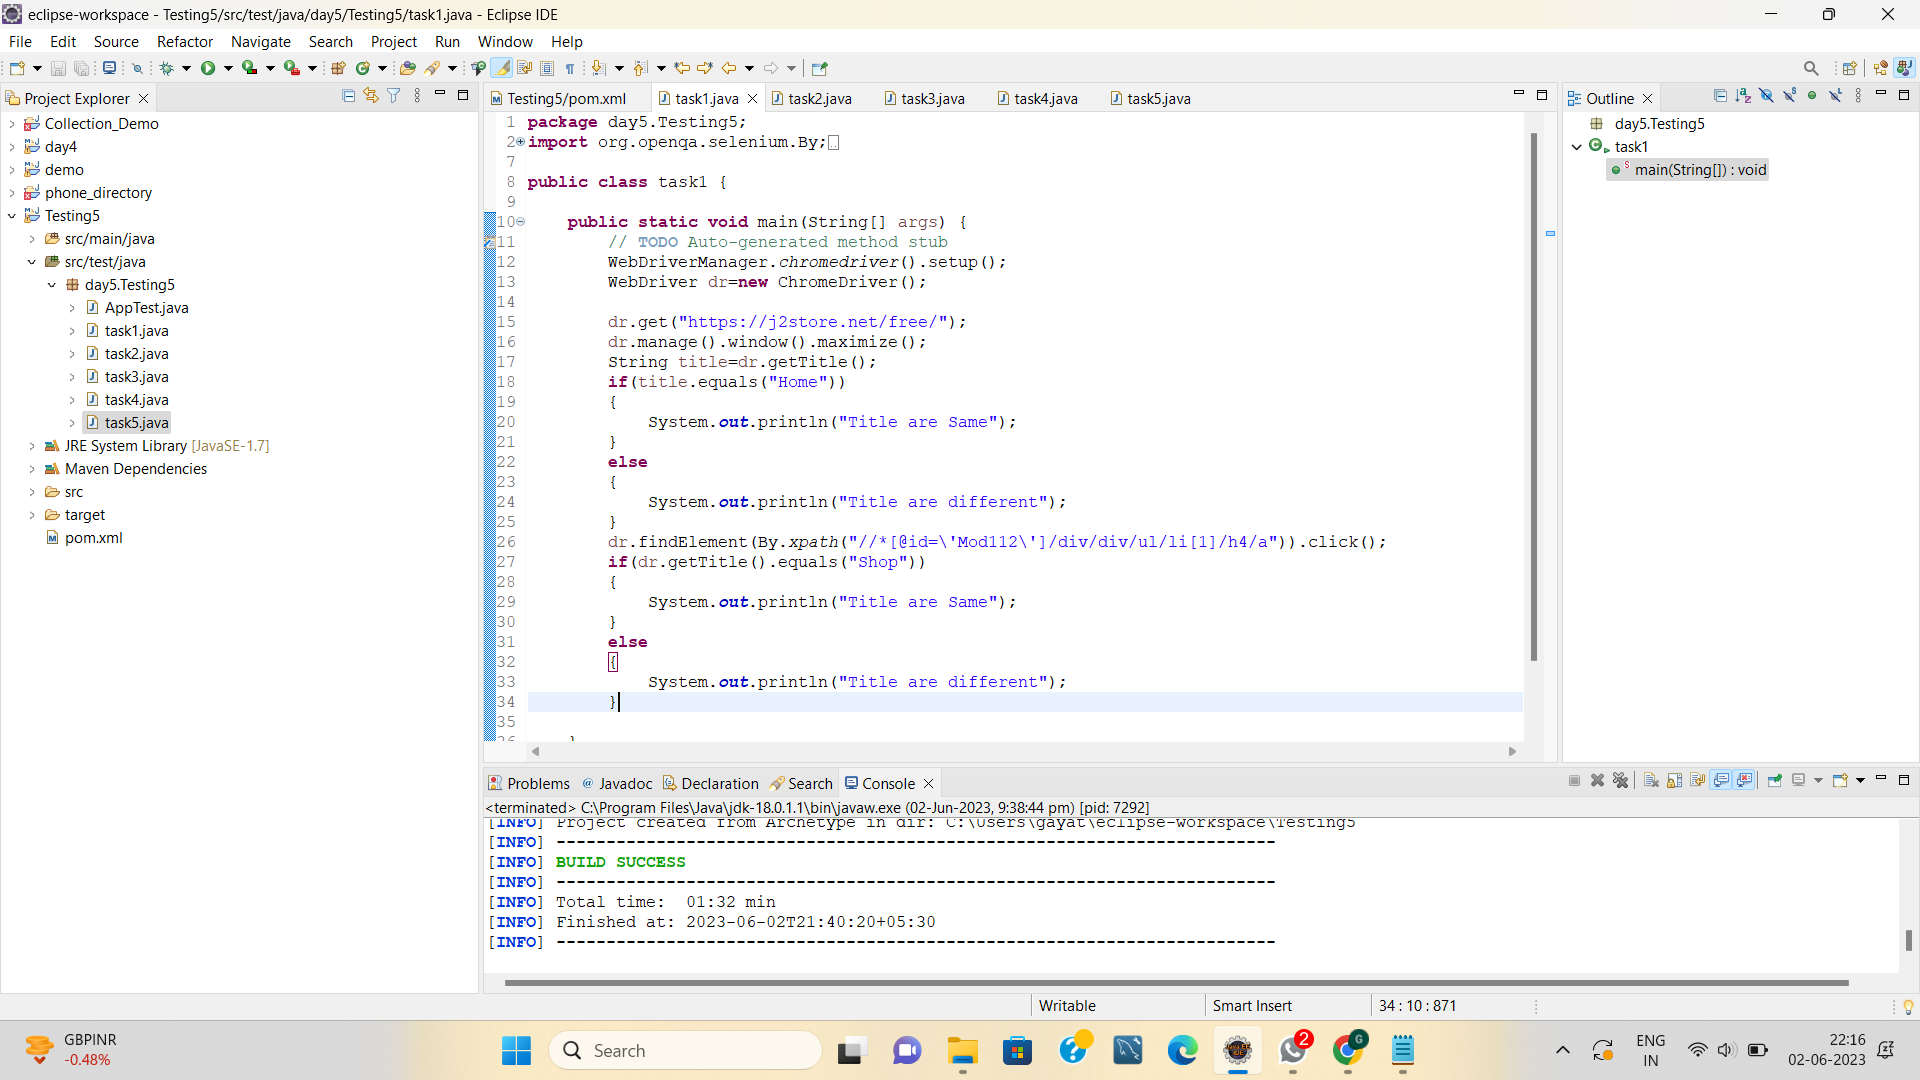 eclipse-workspace - Testing5/src/test/java/day5/Testing5/task1.java - Eclipse IDE
File Edit Source Refactor Navigate Search Project Run Window Help
Project Explorer
Collection_Demo
day4
demo
phone_directory
Testing5
src/main/java
src/test/java
day5.Testing5
AppTest.java
task1.java
task2.java
task3.java
task4.java
task5.java
JRE System Library [JavaSE-1.7]
Maven Dependencies
src
target
pom.xml
Testing5/pom.xml task1.java task2.java task3.java task4.java task5.java
1 package day5.Testing5;
2 import org.openqa.selenium.By;
7
8 public class task1 {
9
10 public static void main(String[] args) {
11 // TODO Auto-generated method stub
12 WebDriverManager.chromedriver().setup();
13 WebDriver dr=new ChromeDriver();
14
15 dr.get("https://j2store.net/free/");
16 dr.manage().window().maximize();
17 String title=dr.getTitle();
18 if(title.equals("Home"))
19 {
20 System.out.println("Title are Same");
21 }
22 else
23 {
24 System.out.println("Title are different");
25 }
26 dr.findElement(By.xpath("//*[@id=\'Mod112\']/div/div/ul/li[1]/h4/a")).click();
27 if(dr.getTitle().equals("Shop"))
28 {
29 System.out.println("Title are Same");
30 }
31 else
32 {
33 System.out.println("Title are different");
34 }
35
36 }
Outline
day5.Testing5
task1
main(String[]) : void
Problems Javadoc Declaration Search Console
<terminated> C:\Program Files\Java\jdk-18.0.1.1\bin\javaw.exe (02-Jun-2023, 9:38:44 pm) [pid: 7292]
[INFO] Project created from Archetype in dir: C:\Users\gayat\eclipse-workspace\Testing5
[INFO] ------------------------------------------------------------------------
[INFO] BUILD SUCCESS
[INFO] ------------------------------------------------------------------------
[INFO] Total time:  01:32 min
[INFO] Finished at: 2023-06-02T21:40:20+05:30
[INFO] ------------------------------------------------------------------------
Writable Smart Insert 34 : 10 : 871
GBPINR
-0.48%
Search
2
G
ENG
IN
22:16
02-06-2023